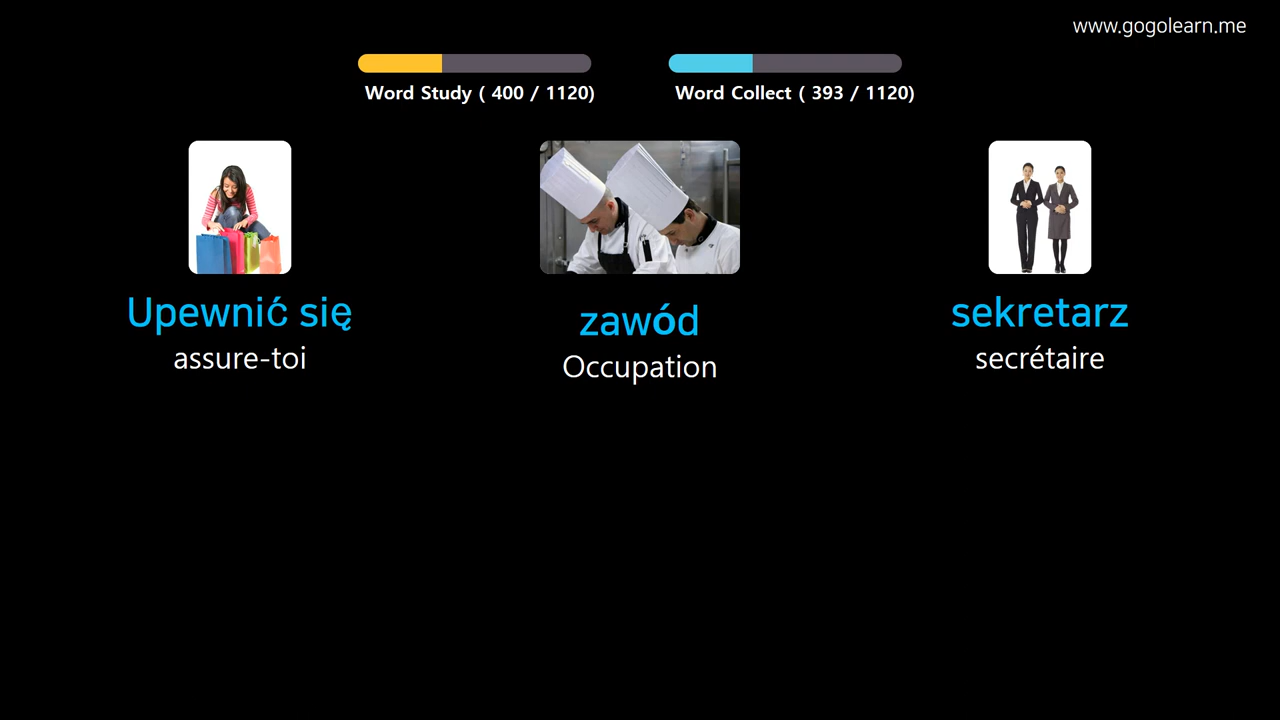 www.gogolearn.me
Word Study ( 400 / 1120)
Word Collect ( 393 / 1120)
Upewnić się
assure-toi
zawód
Occupation
sekretarz
secrétaire